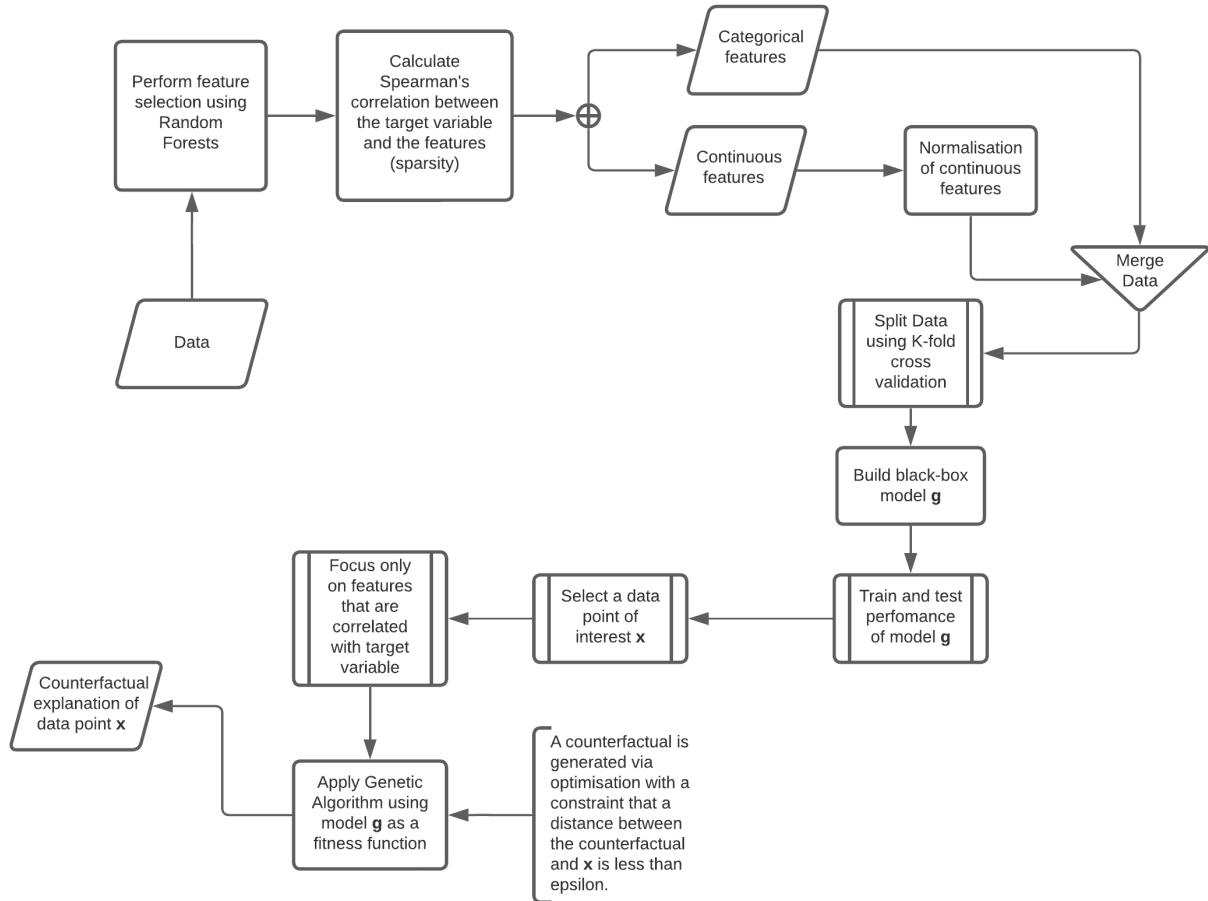 Perform feature
selection using
Random
Forests
Calculate
Spearman's
correlation between
the target variable
and the features
(sparsity)
Categorical
features
Continuous
features
Normalisation
of continuous
features
Merge
Data
Data
Split Data
using K-fold
cross
validation
Build black-box
model g
Train and test
perfomance
of model g
Select a data
point of
interest x
Focus only
on features
that are
correlated
with target
variable
Counterfactual
explanation of
data point x
Apply Genetic
Algorithm using
model g as a
fitness function
A counterfactual is
generated via
optimisation with a
constraint that a
distance between
the counterfactual
and x is less than
epsilon.